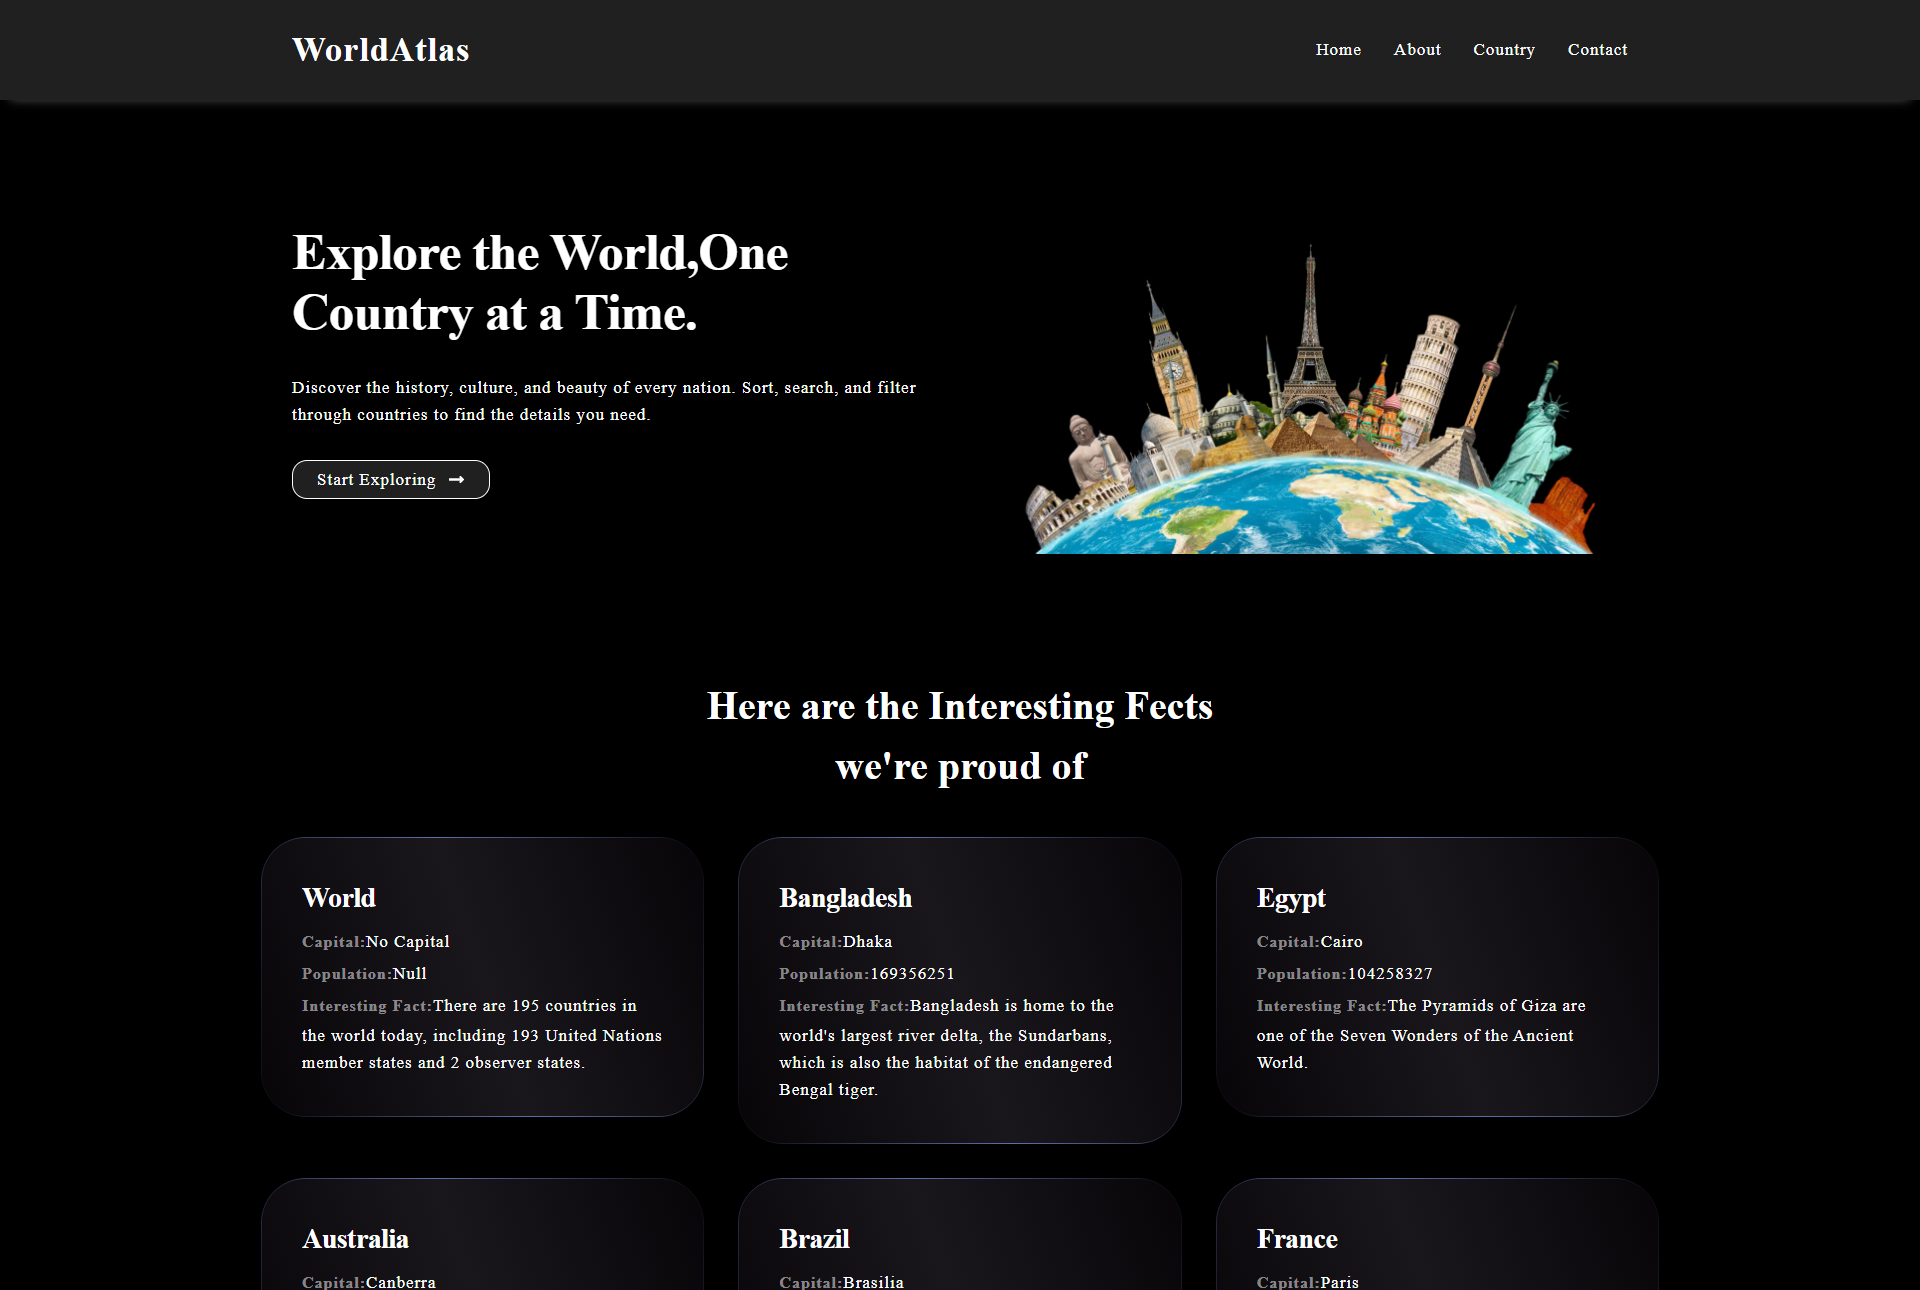 WorldAtlas
Home About Country Contact
Explore the World,One
Country at a Time.
Discover the history, culture, and beauty of every nation. Sort, search, and filter
through countries to find the details you need.
Start Exploring
Here are the Interesting Fects
we're proud of
World
Capital:No Capital
Population:Null
Interesting Fact:There are 195 countries in
the world today, including 193 United Nations
member states and 2 observer states.
Bangladesh
Capital:Dhaka
Population:169356251
Interesting Fact:Bangladesh is home to the
world's largest river delta, the Sundarbans,
which is also the habitat of the endangered
Bengal tiger.
Egypt
Capital:Cairo
Population:104258327
Interesting Fact:The Pyramids of Giza are
one of the Seven Wonders of the Ancient
World.
Australia
Capital:Canberra
Brazil
Capital:Brasilia
France
Capital:Paris